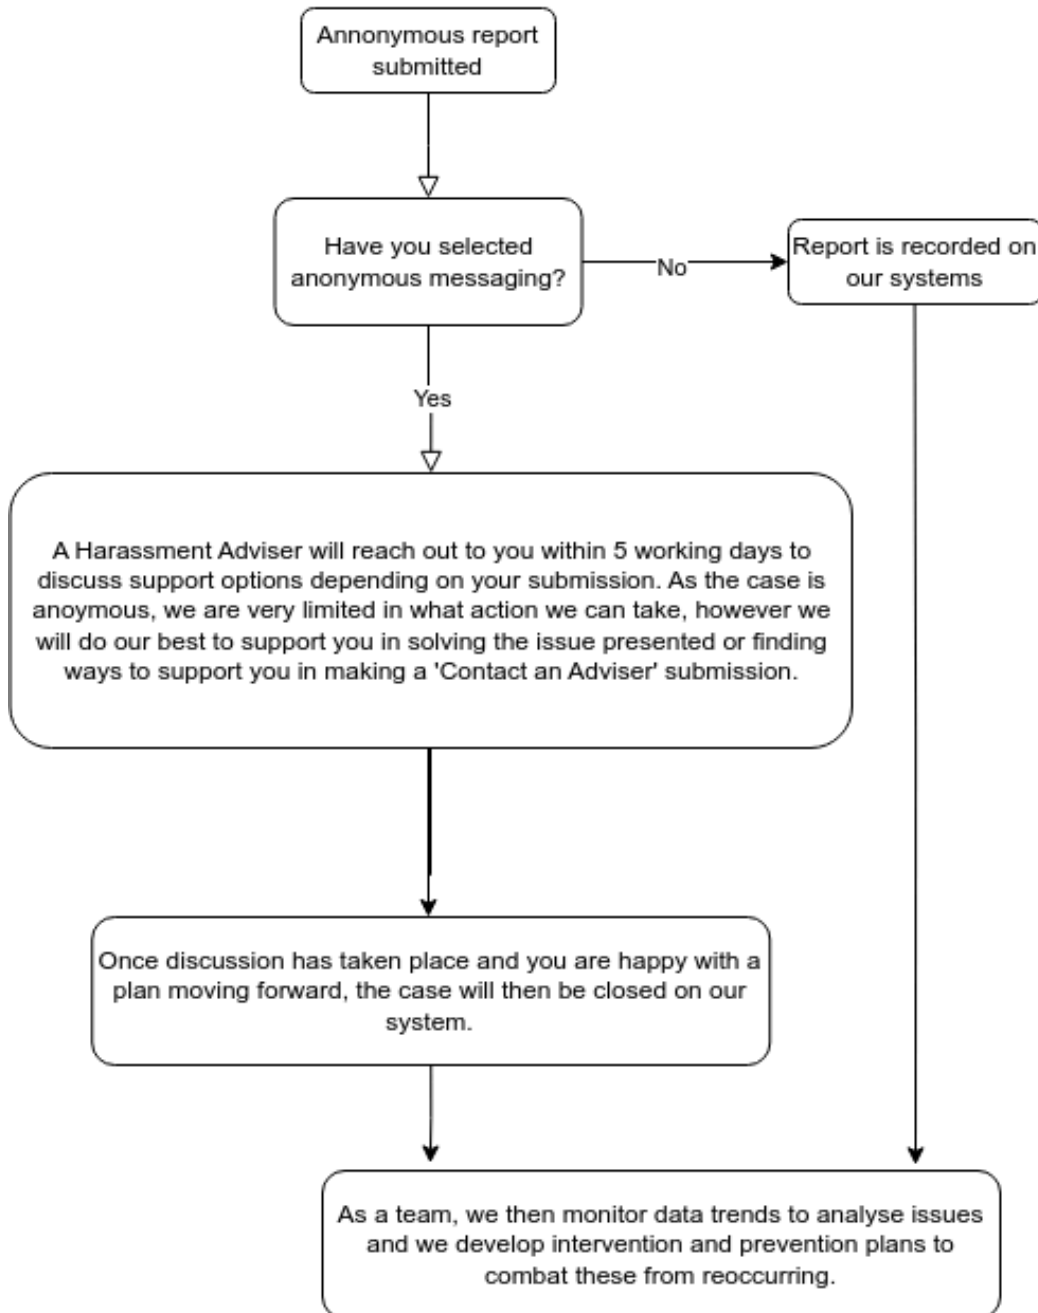 Annonymous report
submitted
Have you selected
anonymous messaging?
No
Report is recorded on
our systems
Yes
A Harassment Adviser will reach out to you within 5 working days to
discuss support options depending on your submission. As the case is
anoymous, we are very limited in what action we can take, however we
will do our best to support you in solving the issue presented or finding
ways to support you in making a 'Contact an Adviser' submission.
Once discussion has taken place and you are happy with a
plan moving forward, the case will then be closed on our
system.
As a team, we then monitor data trends to analyse issues
and we develop intervention and prevention plans to
combat these from reoccurring.